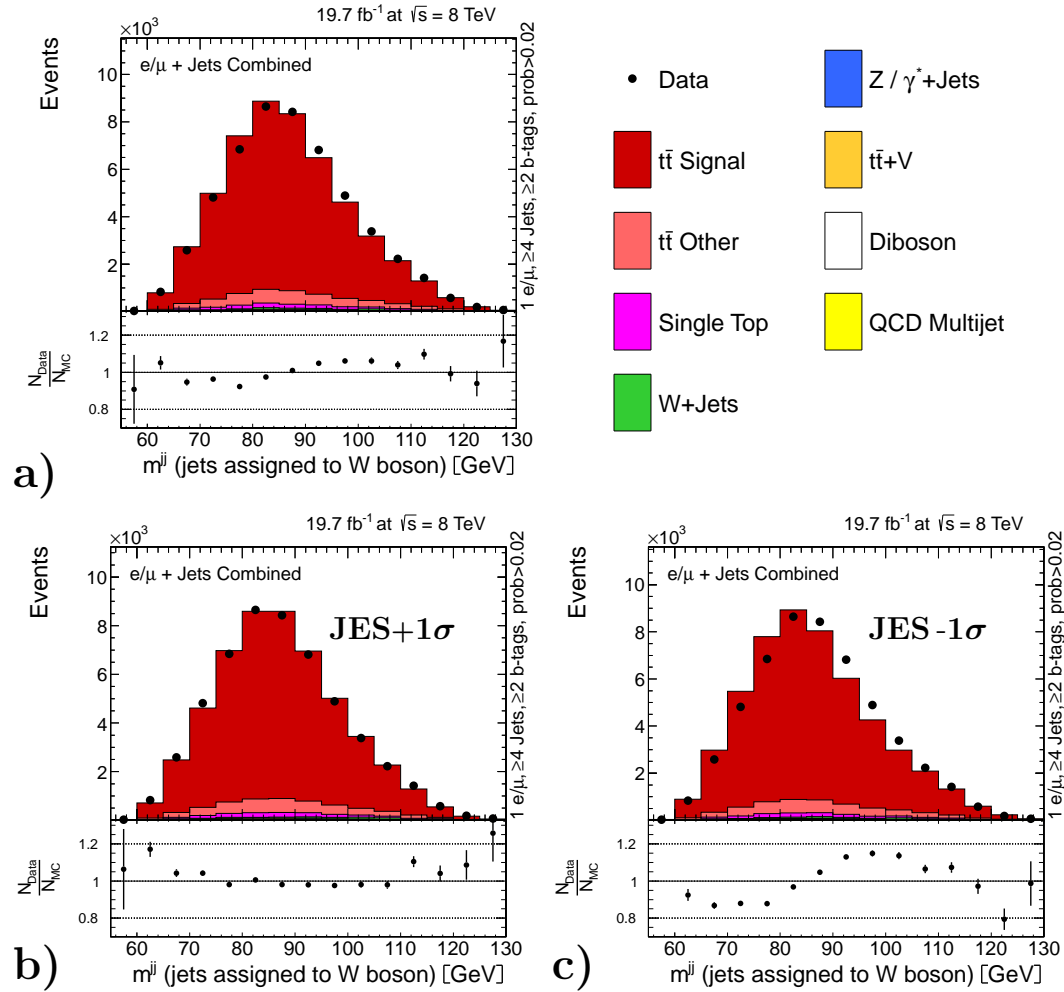 19.7 fb⁻¹ at √s = 8 TeV
×10³
Events
e/μ + Jets Combined
10
8
6
4
2
1 e/μ, ≥4 Jets, ≥2 b-tags, prob>0.02
N_Data
N_MC
1.2
1
0.8
60 70 80 90 100 110 120 130
m^jj (jets assigned to W boson) [GeV]
a)
Data
tt̄ Signal
tt̄ Other
Single Top
W+Jets
Z / γ*+Jets
tt̄+V
Diboson
QCD Multijet
19.7 fb⁻¹ at √s = 8 TeV
×10³
Events
e/μ + Jets Combined
JES+1σ
10
8
6
4
2
1 e/μ, ≥4 Jets, ≥2 b-tags, prob>0.02
N_Data
N_MC
1.2
1
0.8
60 70 80 90 100 110 120 130
m^jj (jets assigned to W boson) [GeV]
b)
19.7 fb⁻¹ at √s = 8 TeV
×10³
Events
e/μ + Jets Combined
JES -1σ
10
8
6
4
2
1 e/μ, ≥4 Jets, ≥2 b-tags, prob>0.02
N_Data
N_MC
1.2
1
0.8
60 70 80 90 100 110 120 130
m^jj (jets assigned to W boson) [GeV]
c)